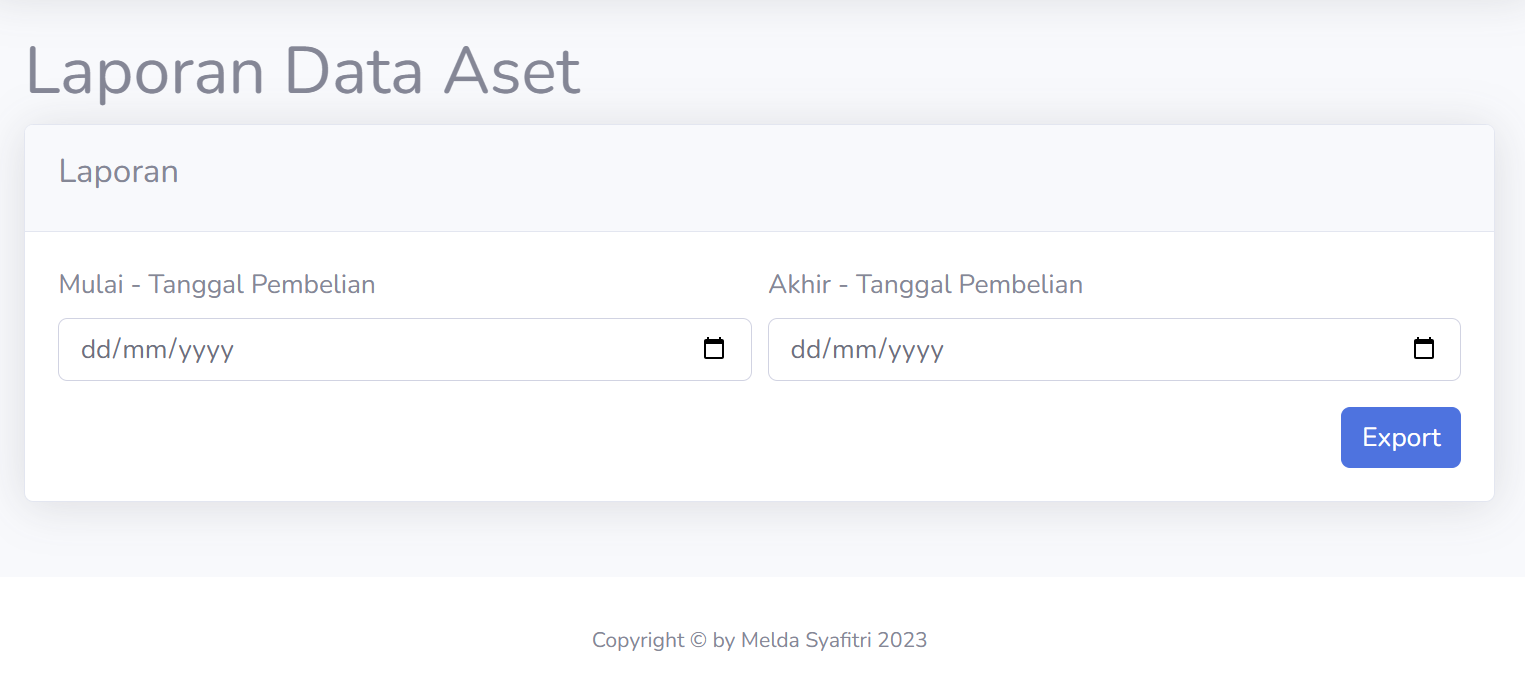 Laporan Data Aset
Laporan
Mulai - Tanggal Pembelian
Akhir - Tanggal Pembelian
dd/mm/yyyy
dd/mm/yyyy
Export
Copyright © by Melda Syafitri 2023